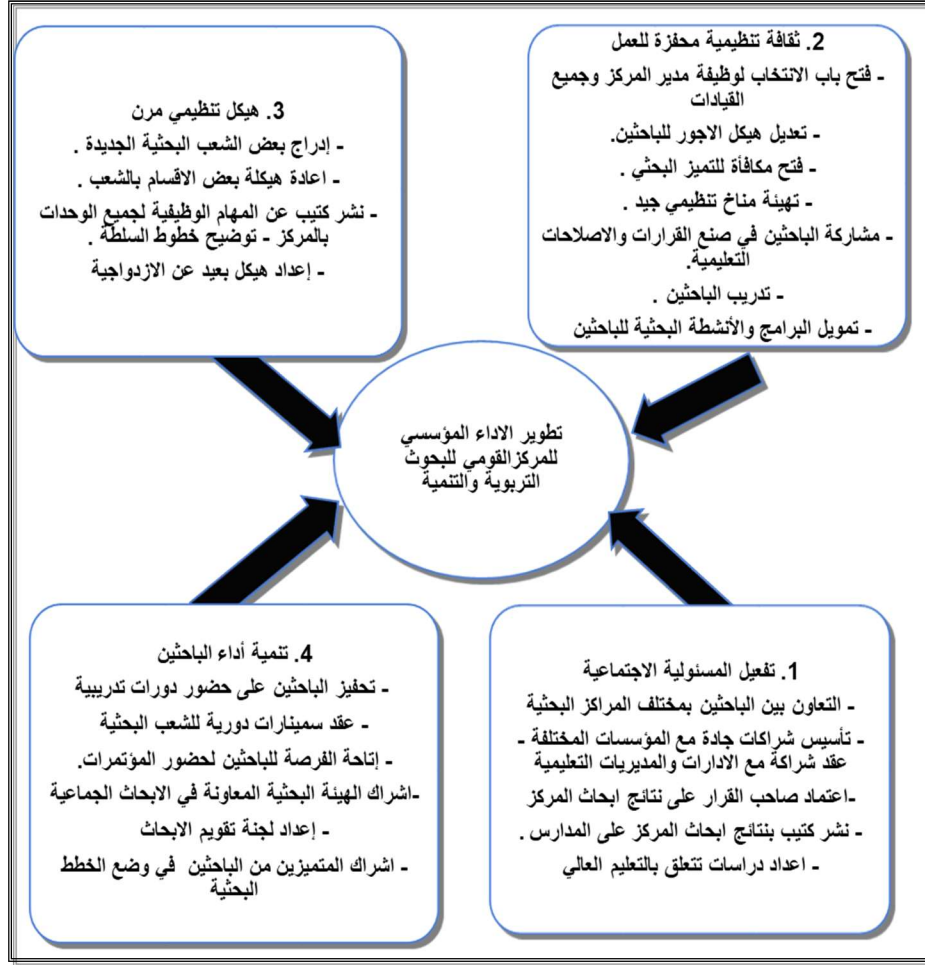 2. ثقافة تنظيمية محفزة للعمل
- فتح باب الانتخاب لوظيفة مدير المركز وجميع
القيادات
- تعديل هيكل الاجور للباحثين.
- فتح مكافأة للتميز البحثي .
- تهيئة مناخ تنظيمي جيد .
- مشاركة الباحثين في صنع القرارات والاصلاحات
التعليمية.
- تدريب الباحثين .
- تمويل البرامج والأنشطة البحثية للباحثين
3. هيكل تنظيمي مرن
- إدراج بعض الشعب البحثية الجديدة .
- اعادة هيكلة بعض الاقسام بالشعب .
- نشر كتيب عن المهام الوظيفية لجميع الوحدات
بالمركز - توضيح خطوط السلطة .
- إعداد هيكل بعيد عن الازدواجية
تطوير الاداء المؤسسي
للمركزالقومي للبحوث
التربوية والتنمية
1. تفعيل المسئولية الاجتماعية
- التعاون بين الباحثين بمختلف المراكز البحثية
- تأسيس شراكات جادة مع المؤسسات المختلفة -
عقد شراكة مع الادارات والمديريات التعليمية
-اعتماد صاحب القرار على نتائج ابحاث المركز
- نشر كتيب بنتائج ابحاث المركز على المدارس .
- اعداد دراسات تتعلق بالتعليم العالي
4. تنمية أداء الباحثين
- تحفيز الباحثين على حضور دورات تدريبية
- عقد سمينارات دورية للشعب البحثية
- إتاحة الفرصة للباحثين لحضور المؤتمرات.
-اشراك الهيئة البحثية المعاونة في الابحاث الجماعية
- إعداد لجنة تقويم الابحاث
- اشراك المتميزين من الباحثين في وضع الخطط
البحثية